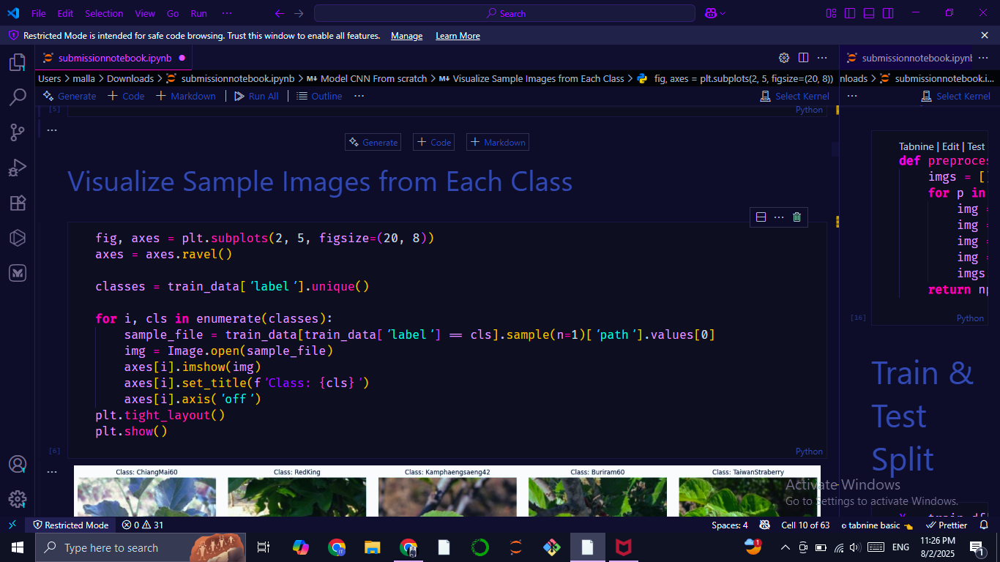 File Edit Selection View Go Run ··· Search
Restricted Mode is intended for safe code browsing. Trust this window to enable all features. Manage Learn More
submissionnotebook.ipynb
Users > malla > Downloads > submissionnotebook.ipynb > M↓ Model CNN From scratch > M↓ Visualize Sample Images from Each Class > fig, axes = plt.subplots(2, 5, figsize=(20, 8))
Generate + Code + Markdown | Run All | Outline ··· Select Kernel
[5] Python
Generate + Code + Markdown
Visualize Sample Images from Each Class
fig, axes = plt.subplots(2, 5, figsize=(20, 8))
axes = axes.ravel()
classes = train_data['label'].unique()
for i, cls in enumerate(classes):
sample_file = train_data[train_data['label'] == cls].sample(n=1)['path'].values[0]
img = Image.open(sample_file)
axes[i].imshow(img)
axes[i].set_title(f'Class: {cls}')
axes[i].axis('off')
plt.tight_layout()
plt.show()
[6] Python
Class: ChiangMai60 Class: RedKing Class: Kamphaengsaeng42 Class: Buriram60 Class: TaiwanStraberry
submissionnotebook.ipynb
nloads > submissionnotebook.i...
··· Select Kernel
Tabnine | Edit | Test
def preproces
imgs = []
for p in
img =
img =
img =
img =
imgs
return np
[16] Python
Train &
Test
Split
Activate Windows
Go to Settings to activate Windows.
Restricted Mode 0 31 Spaces: 4 Cell 10 of 63 tabnine basic Prettier
Type here to search ENG 11:26 PM
8/2/2025